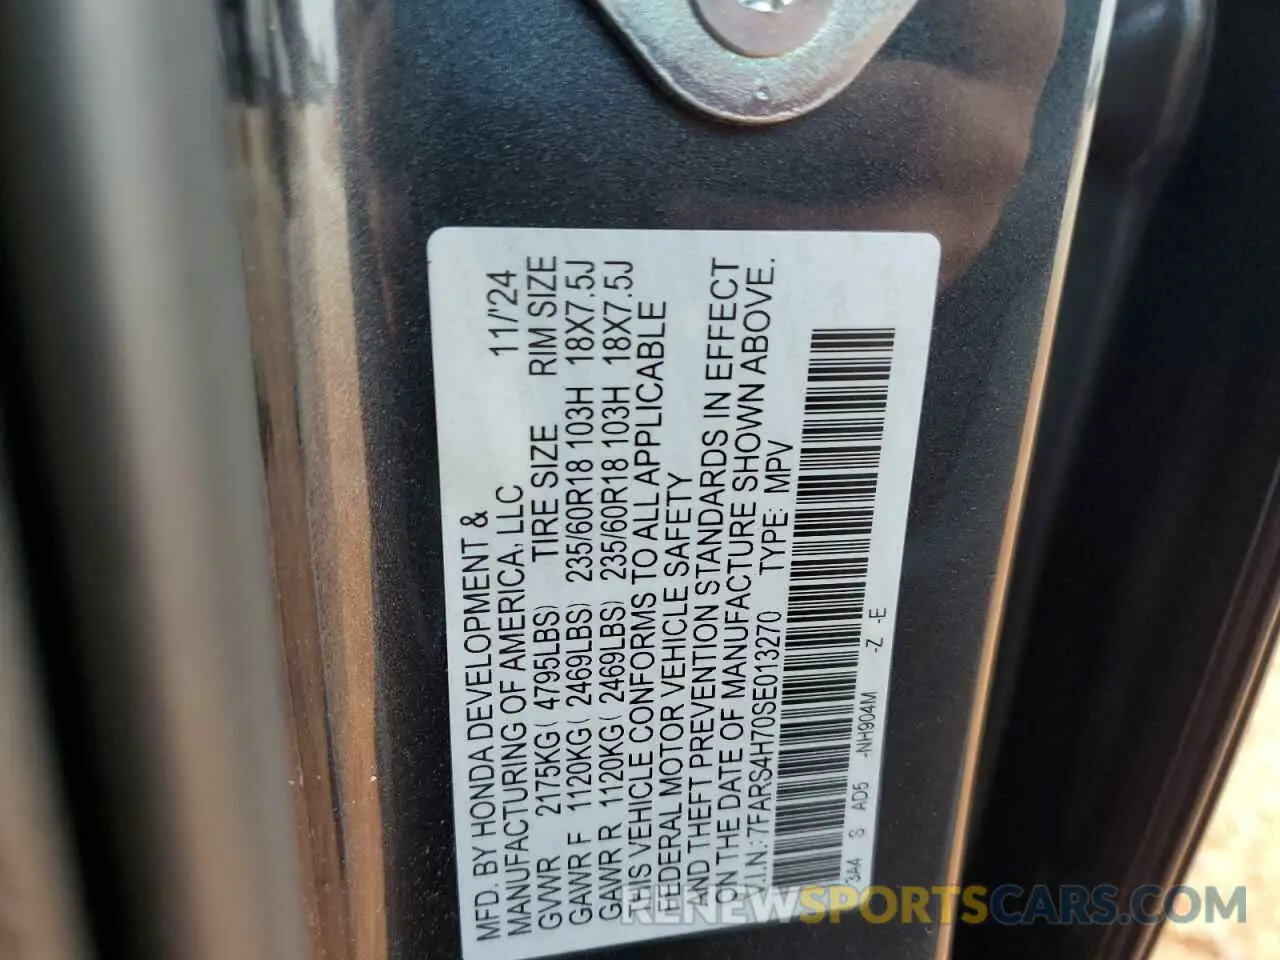 MFD. BY HONDA DEVELOPMENT &
MANUFACTURING OF AMERICA, LLC 11/'24
GVWR 2175KG ( 4795LBS) TIRE SIZE RIM SIZE
GAWR F 1120KG ( 2469LBS) 235/60R18 103H 18X7.5J
GAWR R 1120KG ( 2469LBS) 235/60R18 103H 18X7.5J
THIS VEHICLE CONFORMS TO ALL APPLICABLE
FEDERAL MOTOR VEHICLE SAFETY
AND THEFT PREVENTION STANDARDS IN EFFECT
ON THE DATE OF MANUFACTURE SHOWN ABOVE.
V.I.N.:7FARS4H70SE013270 TYPE: MPV
3A4 S AD5 -NH904M -Z -E
RENEWSPORTSCARS.COM